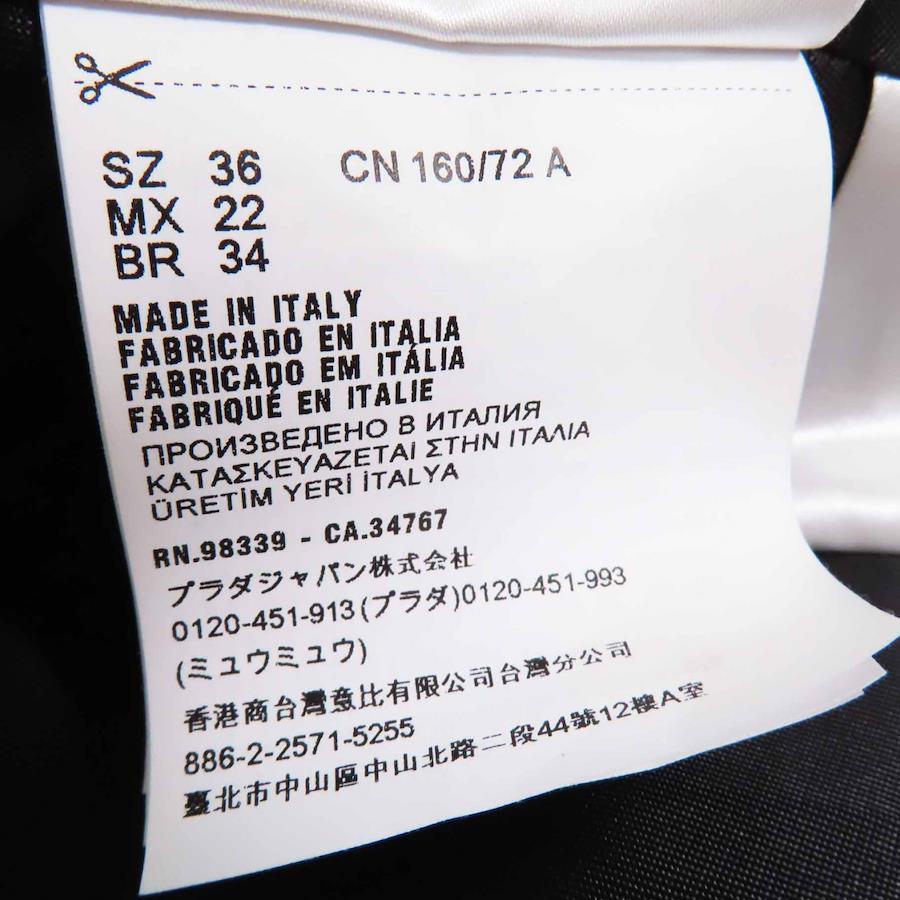 SZ 36 CN 160/72 A
MX 22
BR 34
MADE IN ITALY
FABRICADO EN ITALIA
FABRICADO EM ITÁLIA
FABRIQUÉ EN ITALIE
ПРОИЗВЕДЕНО В ИТАЛИЯ
ΚΑΤΑΣΚΕΥΑΖΕΤΑΙ ΣΤΗΝ ΙΤΑΛΙΑ
ÜRETİM YERİ İTALYA
RN.98339 - CA.34767
プラダジャパン株式会社
0120-451-913(プラダ)0120-451-993
(ミュウミュウ)
香港商台灣意比有限公司台灣分公司
886-2-2571-5255
臺北市中山區中山北路二段44號12樓A室